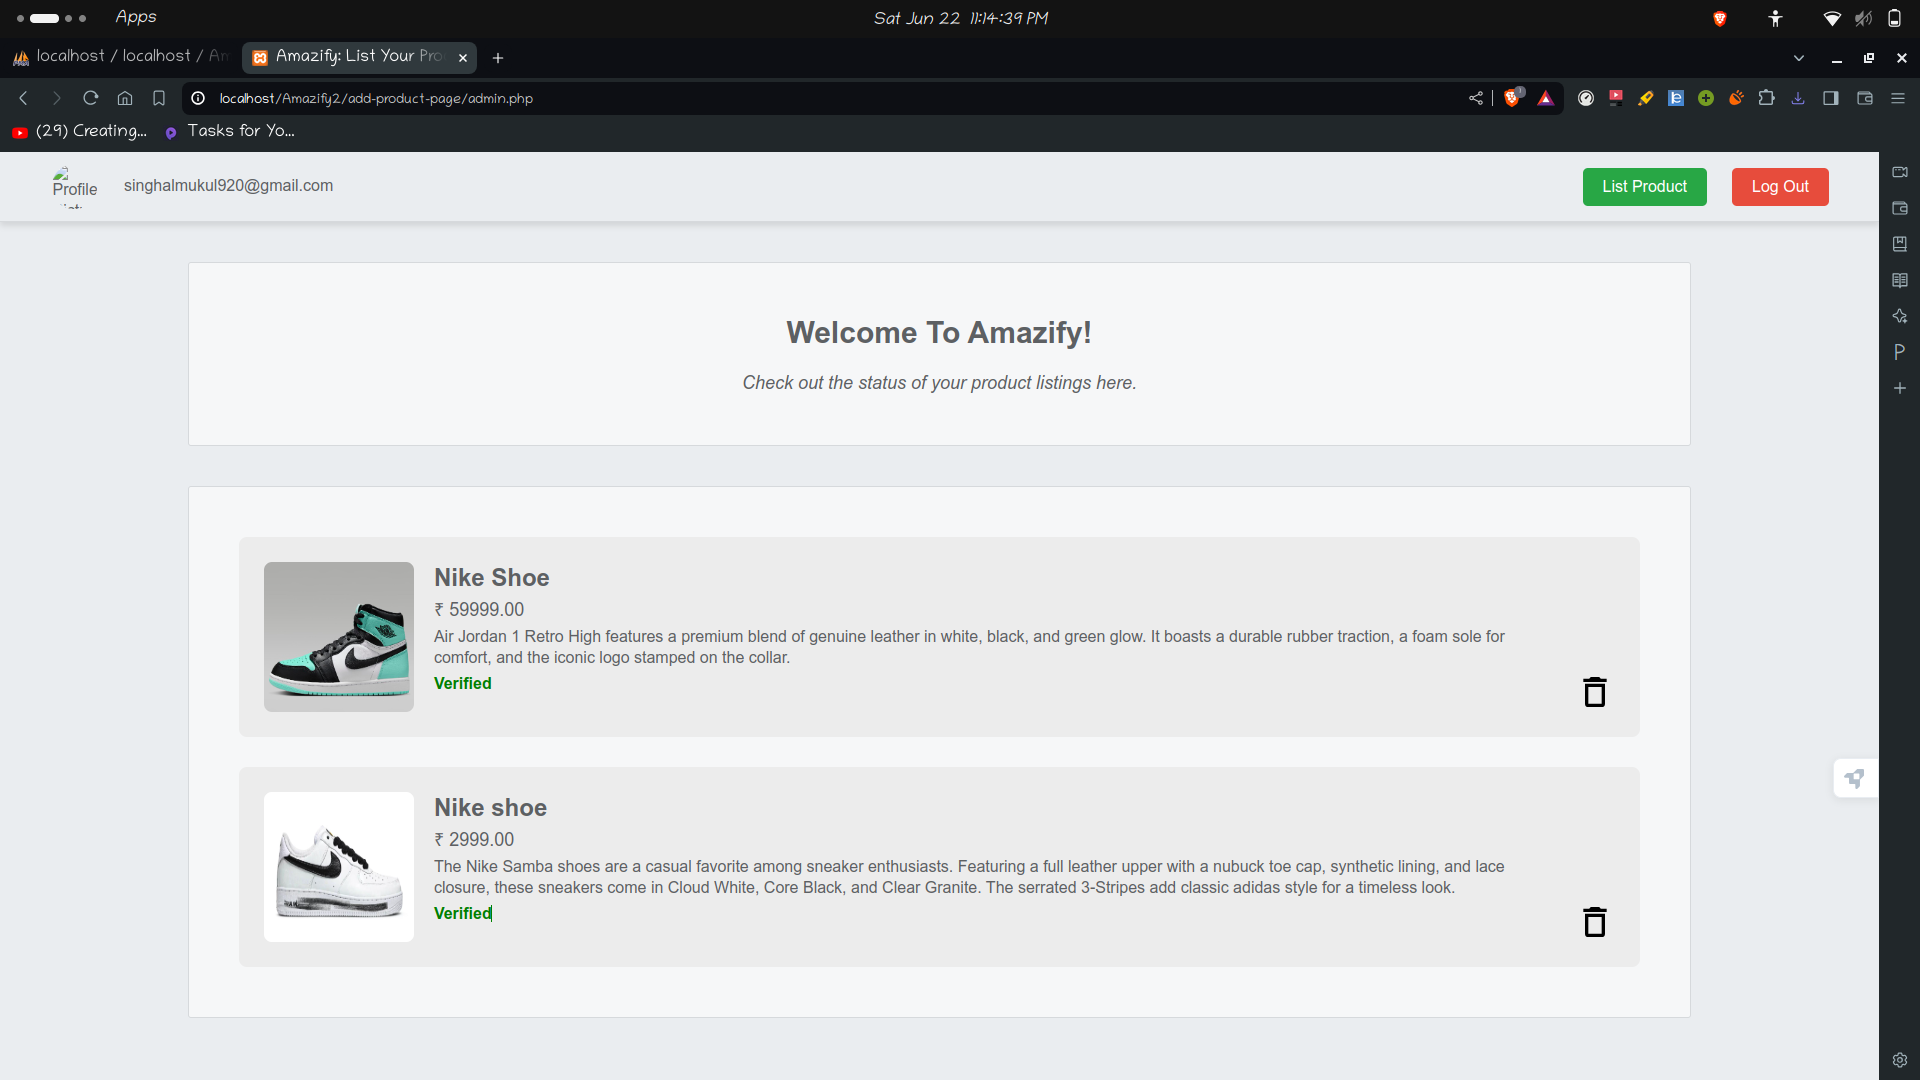 Apps
Sat Jun 22 11:14:39 PM
localhost / localhost / Am
Amazify: List Your Pro
localhost/Amazify2/add-product-page/admin.php
(29) Creating...
Tasks for Yo...
Profile
singhalmukul920@gmail.com
List Product
Log Out
Welcome To Amazify!
Check out the status of your product listings here.
Nike Shoe
₹ 59999.00
Air Jordan 1 Retro High features a premium blend of genuine leather in white, black, and green glow. It boasts a durable rubber traction, a foam sole for
comfort, and the iconic logo stamped on the collar.
Verified
Nike shoe
₹ 2999.00
The Nike Samba shoes are a casual favorite among sneaker enthusiasts. Featuring a full leather upper with a nubuck toe cap, synthetic lining, and lace
closure, these sneakers come in Cloud White, Core Black, and Clear Granite. The serrated 3-Stripes add classic adidas style for a timeless look.
Verified
P